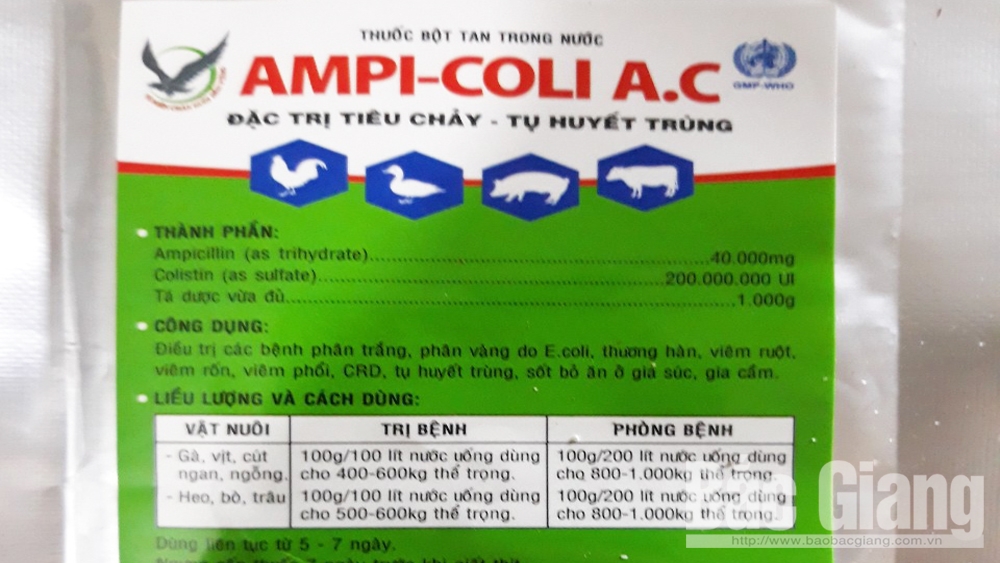 THUỐC BỘT TAN TRONG NƯỚC
AMPI-COLI A.C
GMP-WHO
ĐẶC TRỊ TIÊU CHẢY - TỤ HUYẾT TRÙNG
• THÀNH PHẦN:
Ampicillin (as trihydrate)....40.000mg
Colistin (as sulfate)....200.000.000 UI
Tá dược vừa đủ....1.000g
• CÔNG DỤNG:
Điều trị các bệnh phân trắng, phân vàng do E.coli, thương hàn, viêm ruột,
viêm rốn, viêm phổi, CRD, tụ huyết trùng, sốt bỏ ăn ở gia súc, gia cầm.
• LIỀU LƯỢNG VÀ CÁCH DÙNG:
VẬT NUÔI TRỊ BỆNH PHÒNG BỆNH
- Gà, vịt, cút 100g/100 lít nước uống dùng 100g/200 lít nước uống dùng
ngan, ngỗng. cho 400-600kg thể trọng. cho 800-1.000kg thể trọng.
- Heo, bò, trâu 100g/100 lít nước uống dùng 100g/200 lít nước uống dùng
cho 500-600kg thể trọng. cho 800-1.000kg thể trọng.
Dùng liên tục từ 5 - 7 ngày.
Bắc Giang
http://www.baobacgiang.com.vn